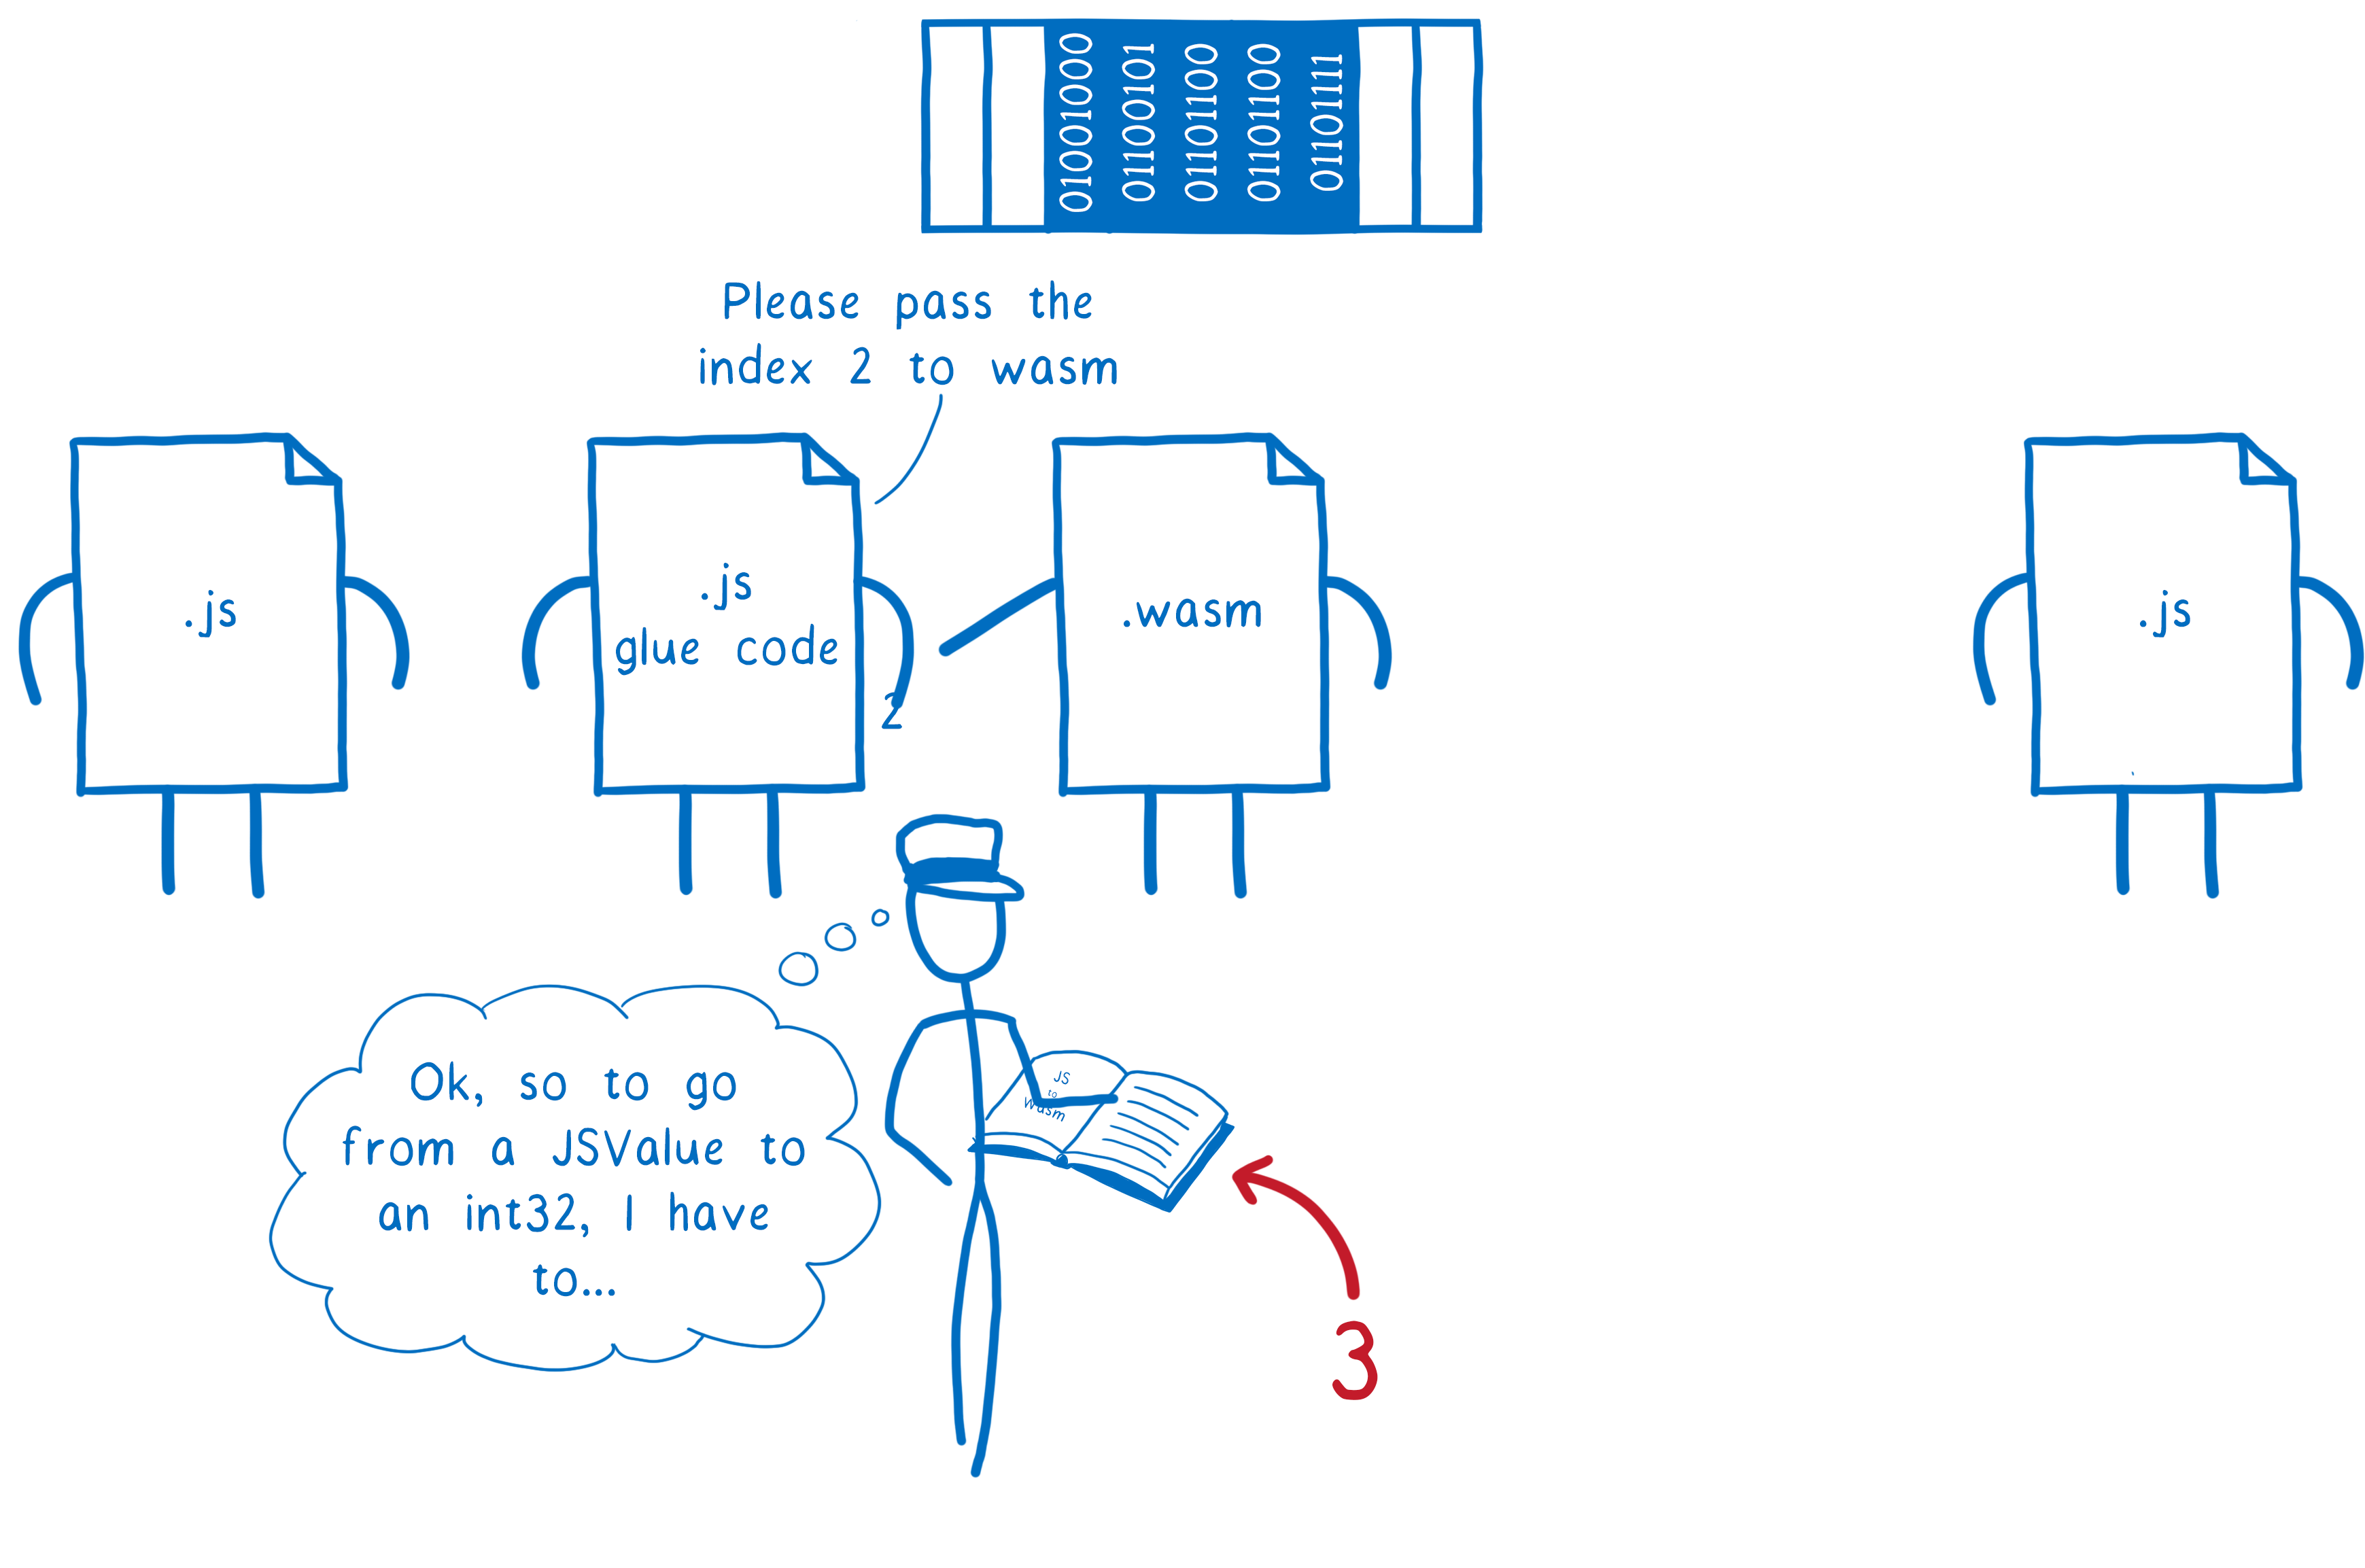 01001000
01100101
01101100
01101100
01101111
Please pass the
index 2 to wasm
.js
.js
glue code
2
.wasm
.js
Ok, so to go
from a JSValue to
an int32, I have
to...
JS
to
wasm
3